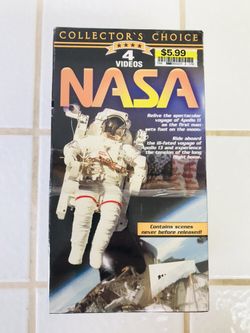 COLLECTOR'S CHOICE
$5.99
4
VIDEOS
NASA
Relive the spectacular
voyage of Apollo 11
as the first man
sets foot on the moon.
Ride aboard
the ill-fated voyage of
Apollo 13 and experience
the tension of the long
flight home.
Contains scenes
never before released!